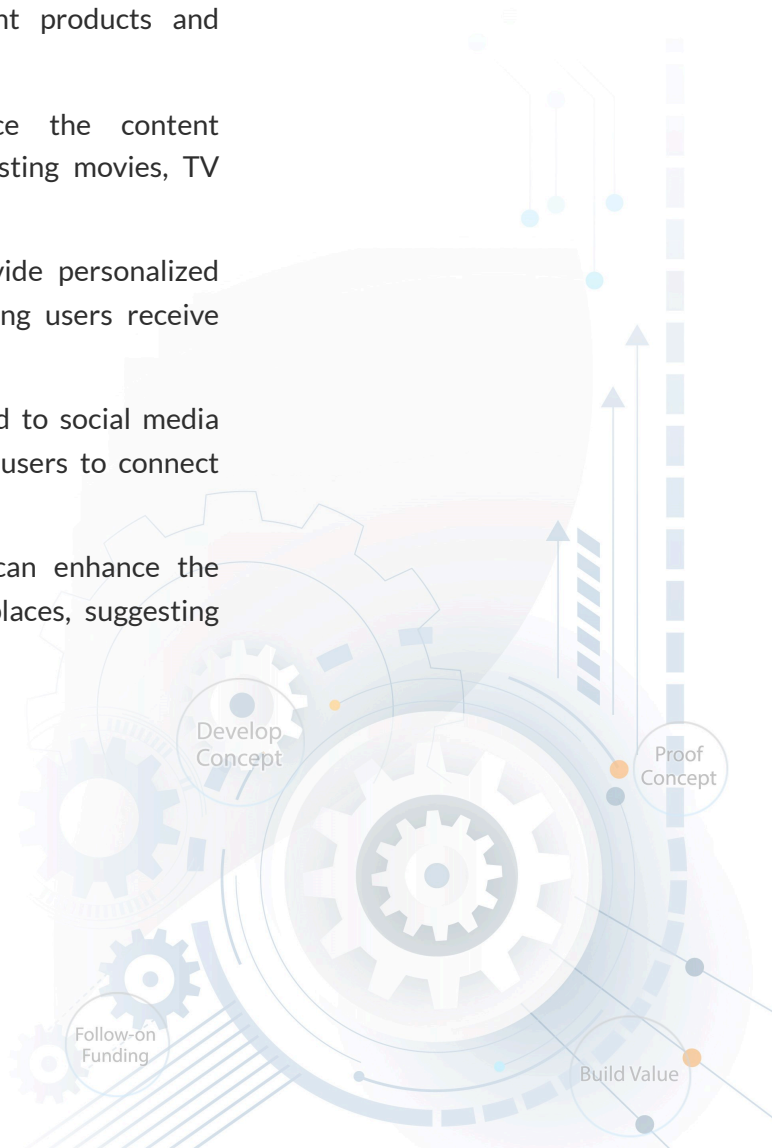 nt products and
ce the content
sting movies, TV
vide personalized
ng users receive
d to social media
users to connect
can enhance the
places, suggesting
Develop
Concept
Proof
Concept
Follow-on
Funding
Build Value